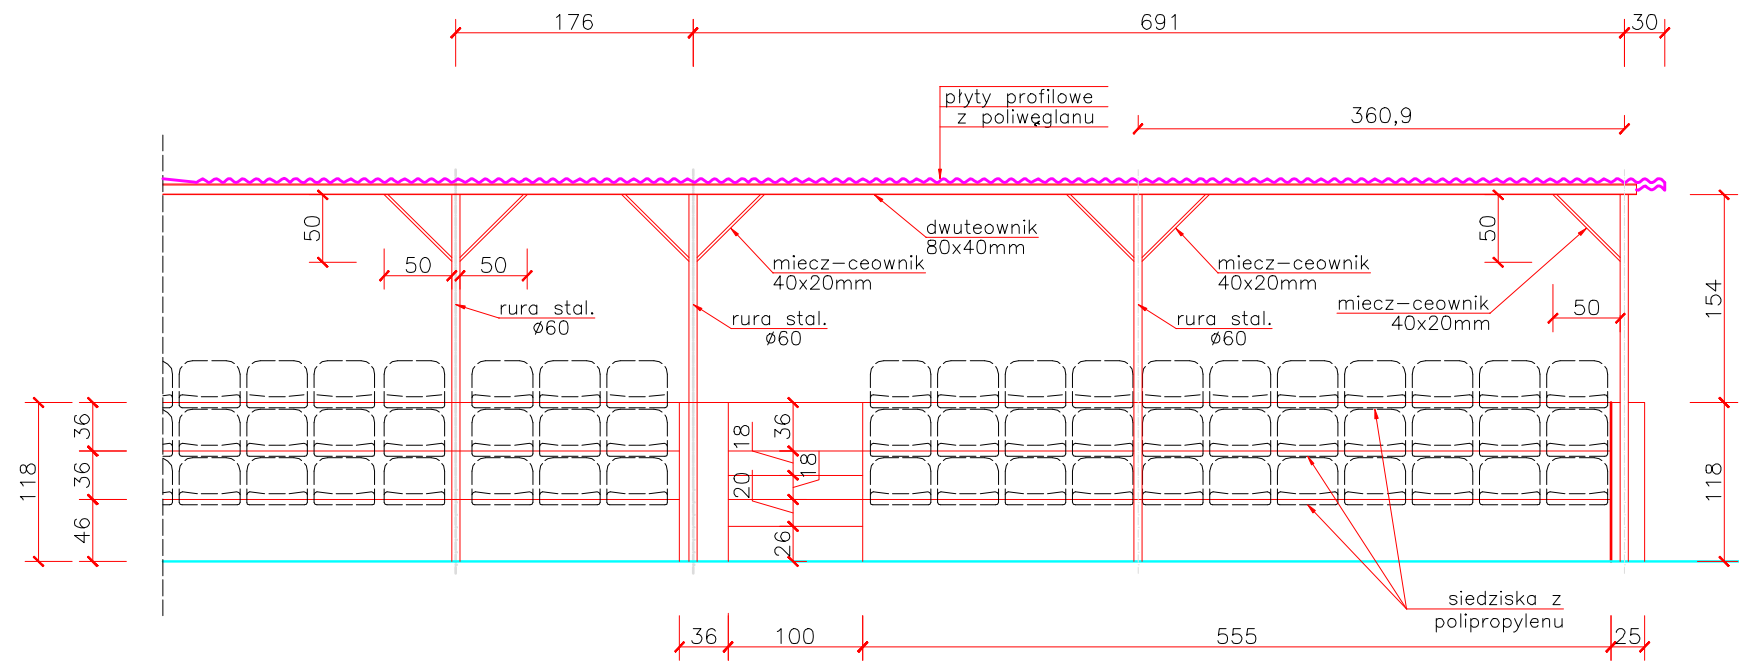 176
691
30
płyty profilowe
z poliwęglanu
360,9
50
50
50
dwuteownik
80x40mm
miecz-ceownik
40x20mm
miecz-ceownik
40x20mm
50
miecz-ceownik
40x20mm
50
154
rura stal.
ø60
rura stal.
ø60
rura stal.
ø60
36
36
46
118
18
36
18
20
26
118
siedziska z
polipropylenu
36
100
555
25